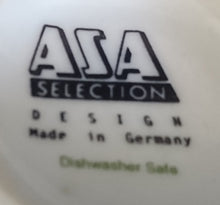 ASA
SELECTION
DESIGN
Made in Germany
Dishwasher Safe